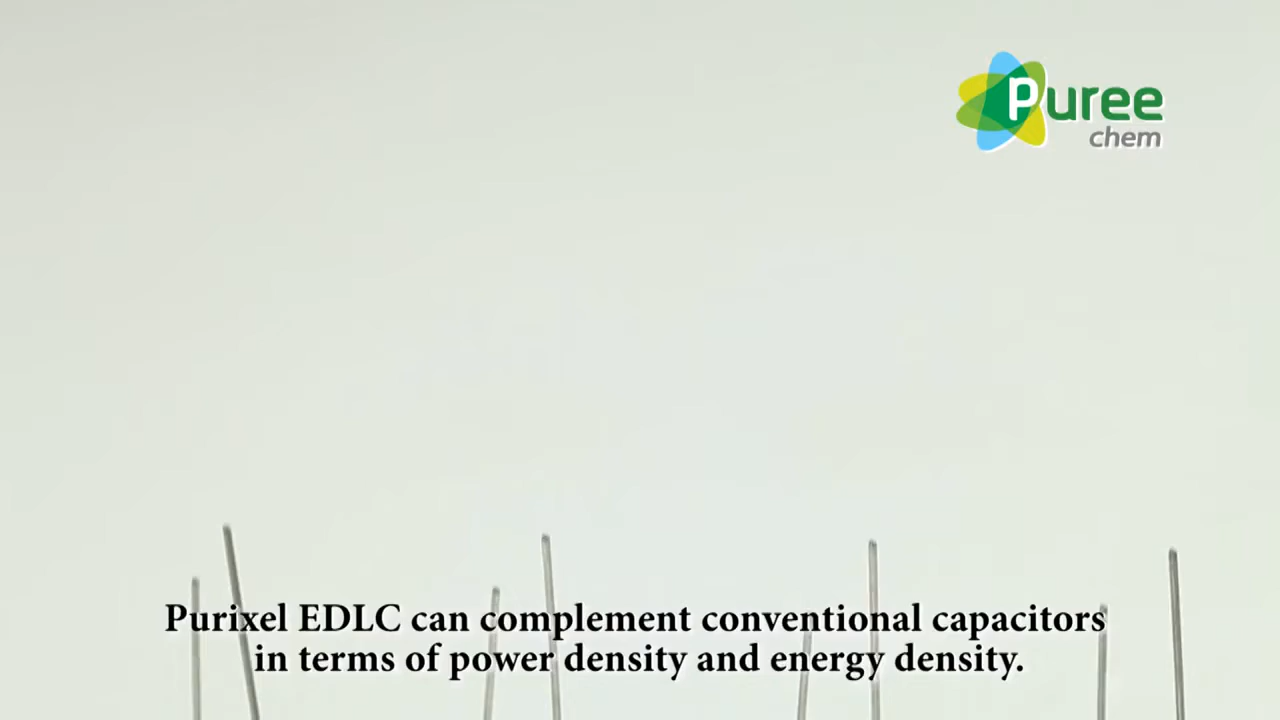 Puree
chem
Purixel EDLC can complement conventional capacitors
in terms of power density and energy density.